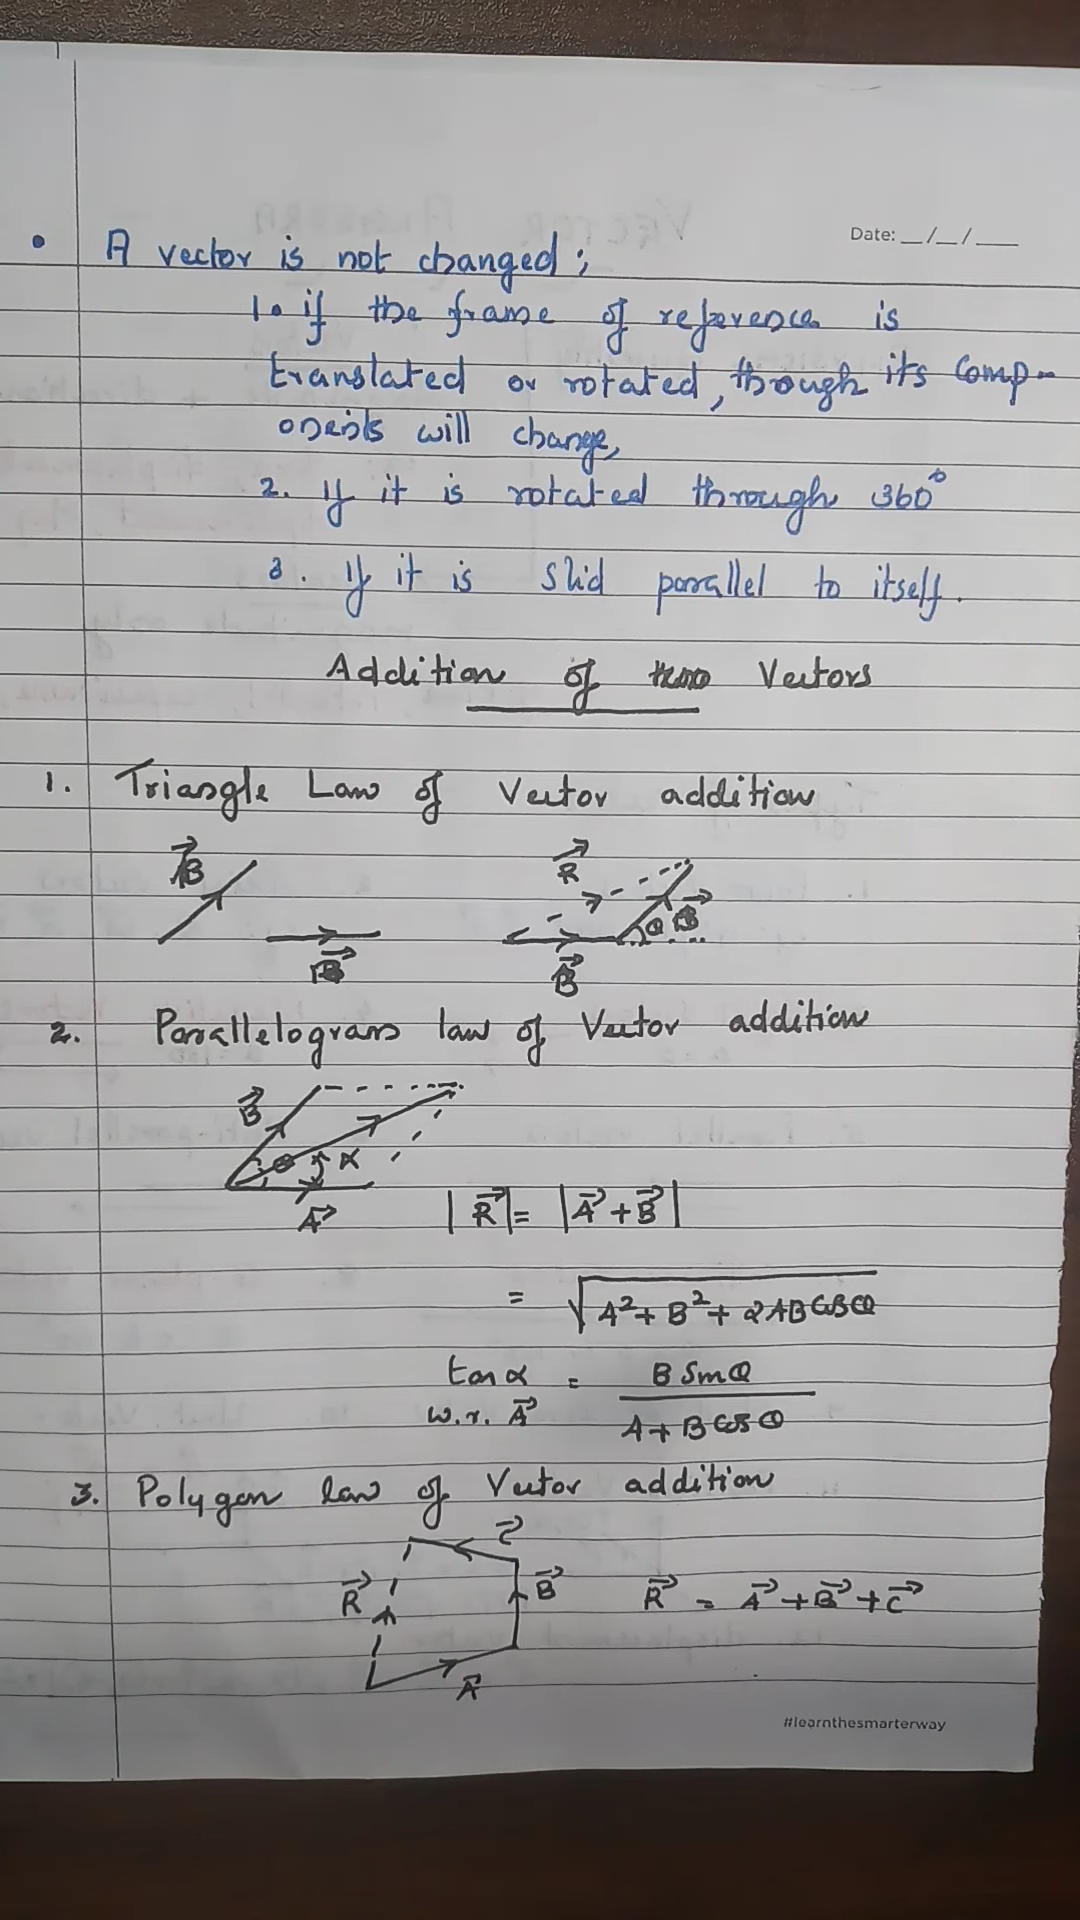 Date: __/__/___
A vector is not changed;
1. if the frame of reference is
translated or rotated, though its comp-
onents will change,
2. If it is rotated through 360°
3. If it is slid parallel to itself.
Addition of Vectors
1. Triangle Law of Vector addition
B R
θ B
B B
2. Parallelogram law of Vector addition
B
θ α
A |R| = |A + B|
= √A² + B² + 2AB cos θ
tan α = B Sin θ
w.r. A A + B cos θ
3. Polygon law of Vector addition
C
R B R = A + B + C
A
#learnthesmarterway